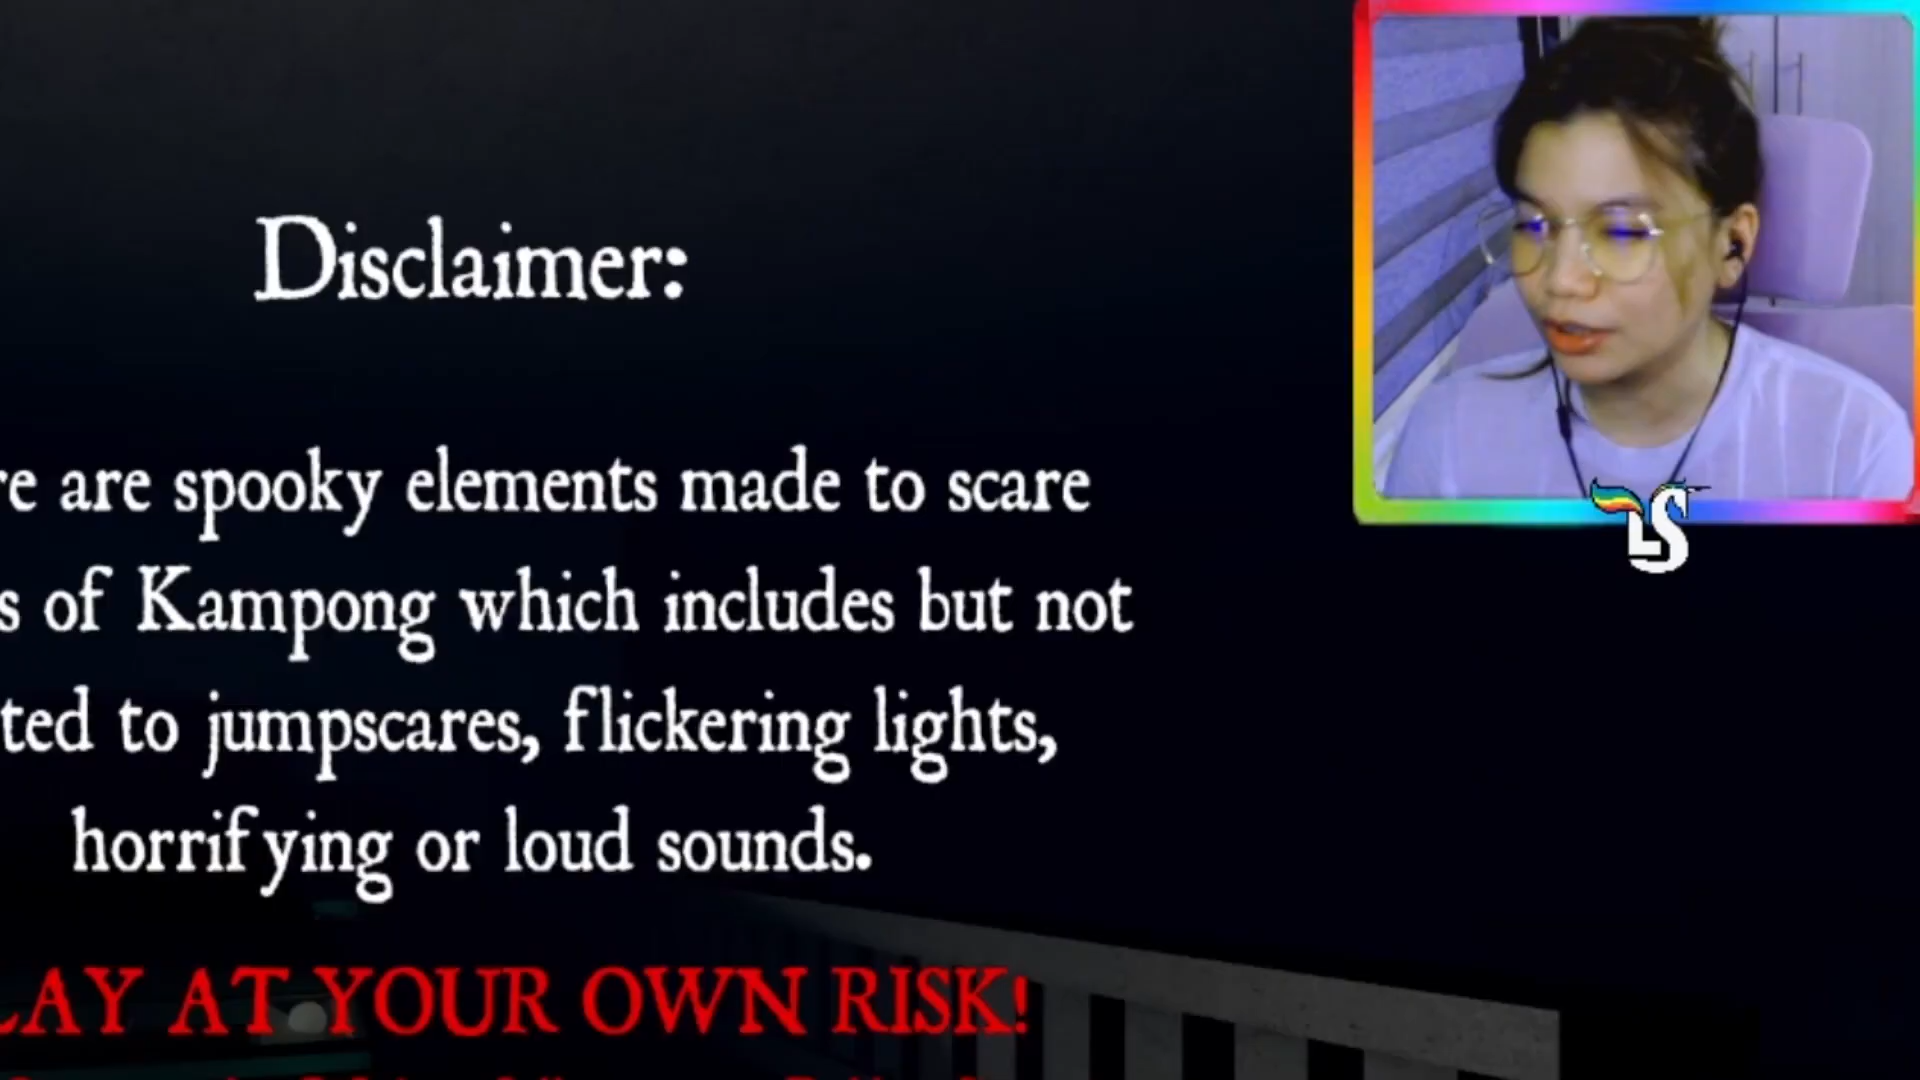 Disclaimer:
LS
re are spooky elements made to scare
s of Kampong which includes but not
ted to jumpscares, flickering lights,
horrifying or loud sounds.
LAY AT YOUR OWN RISK!